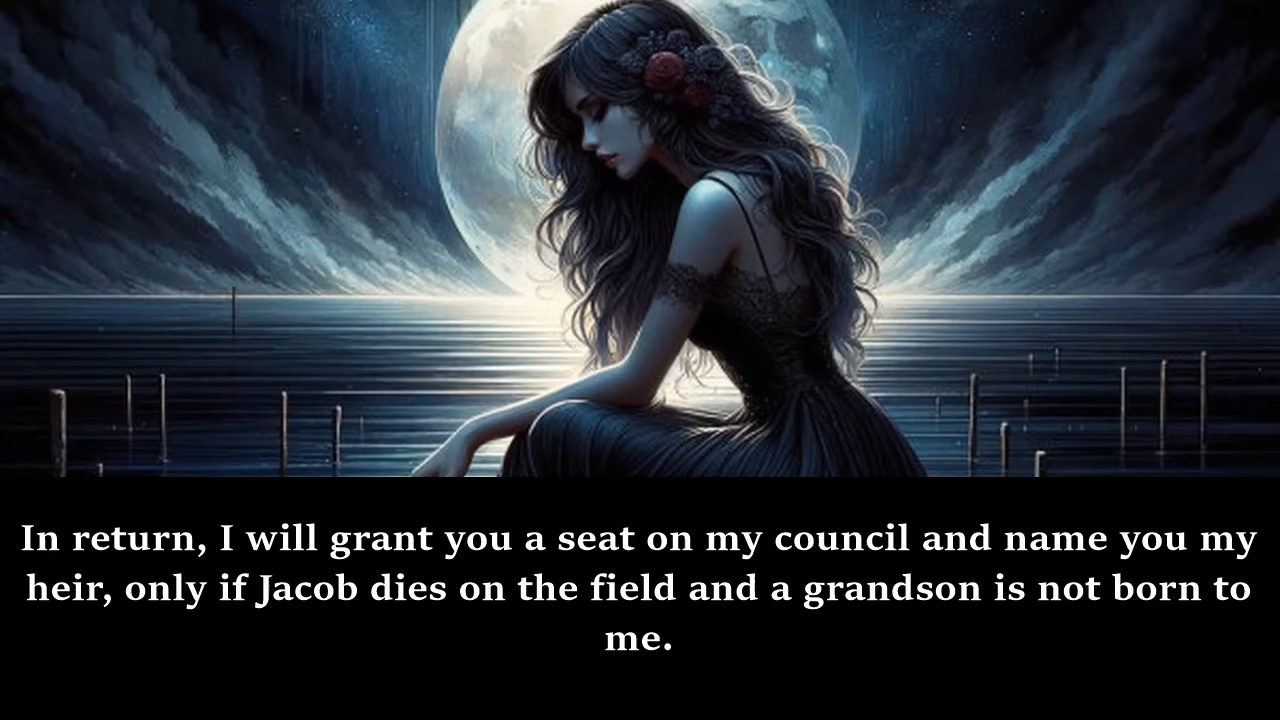 In return, I will grant you a seat on my council and name you my
heir, only if Jacob dies on the field and a grandson is not born to
me.